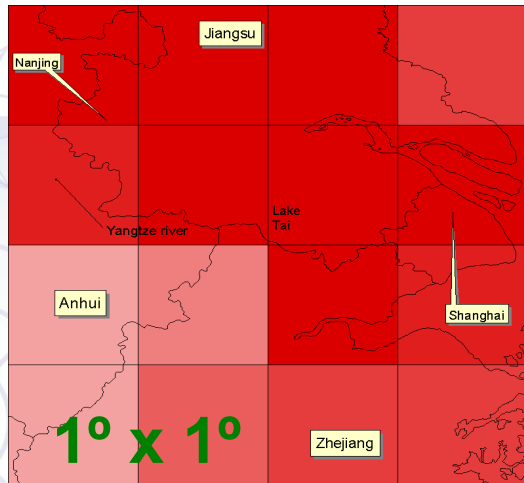 Jiangsu
Nanjing
Lake
Tai
Yangtze river
Anhui
Shanghai
1º x 1º
Zhejiang